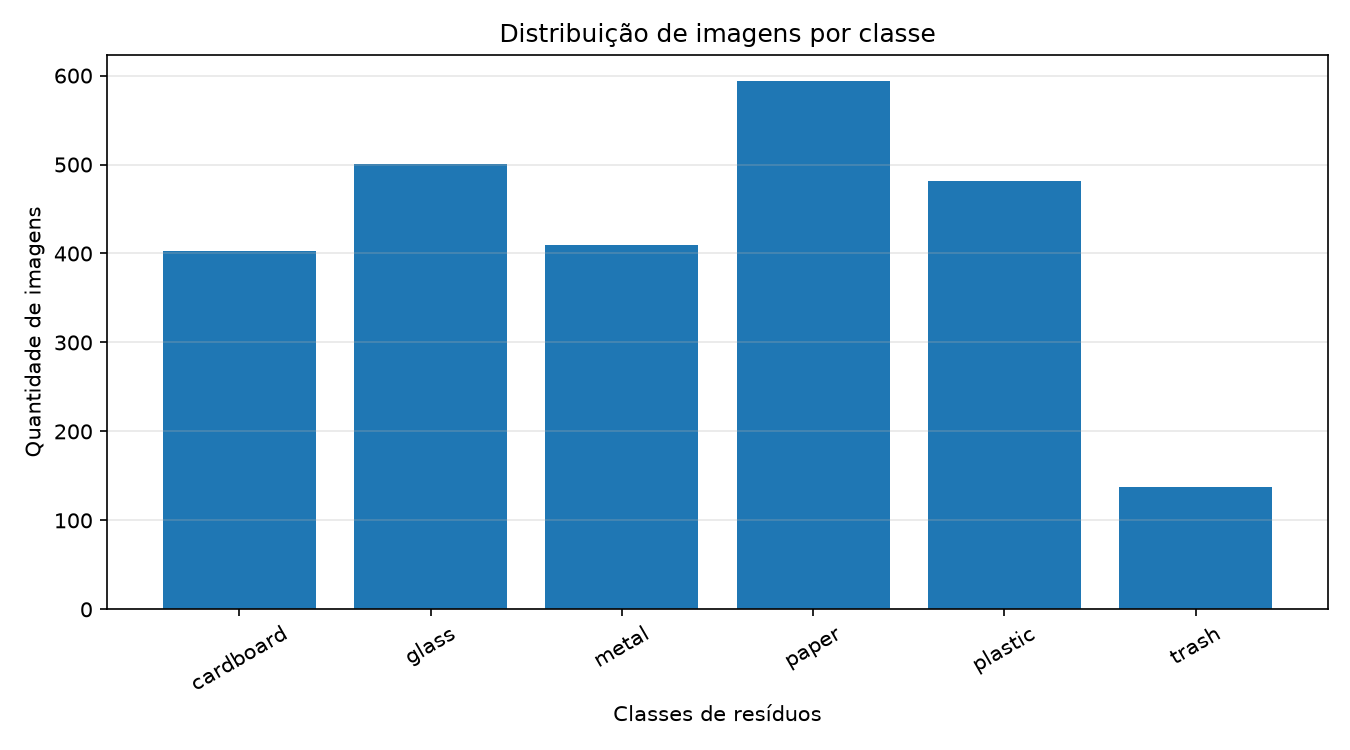 Distribuição de imagens por classe
Quantidade de imagens
600
500
400
300
200
100
0
cardboard
glass
metal
paper
plastic
trash
Classes de resíduos